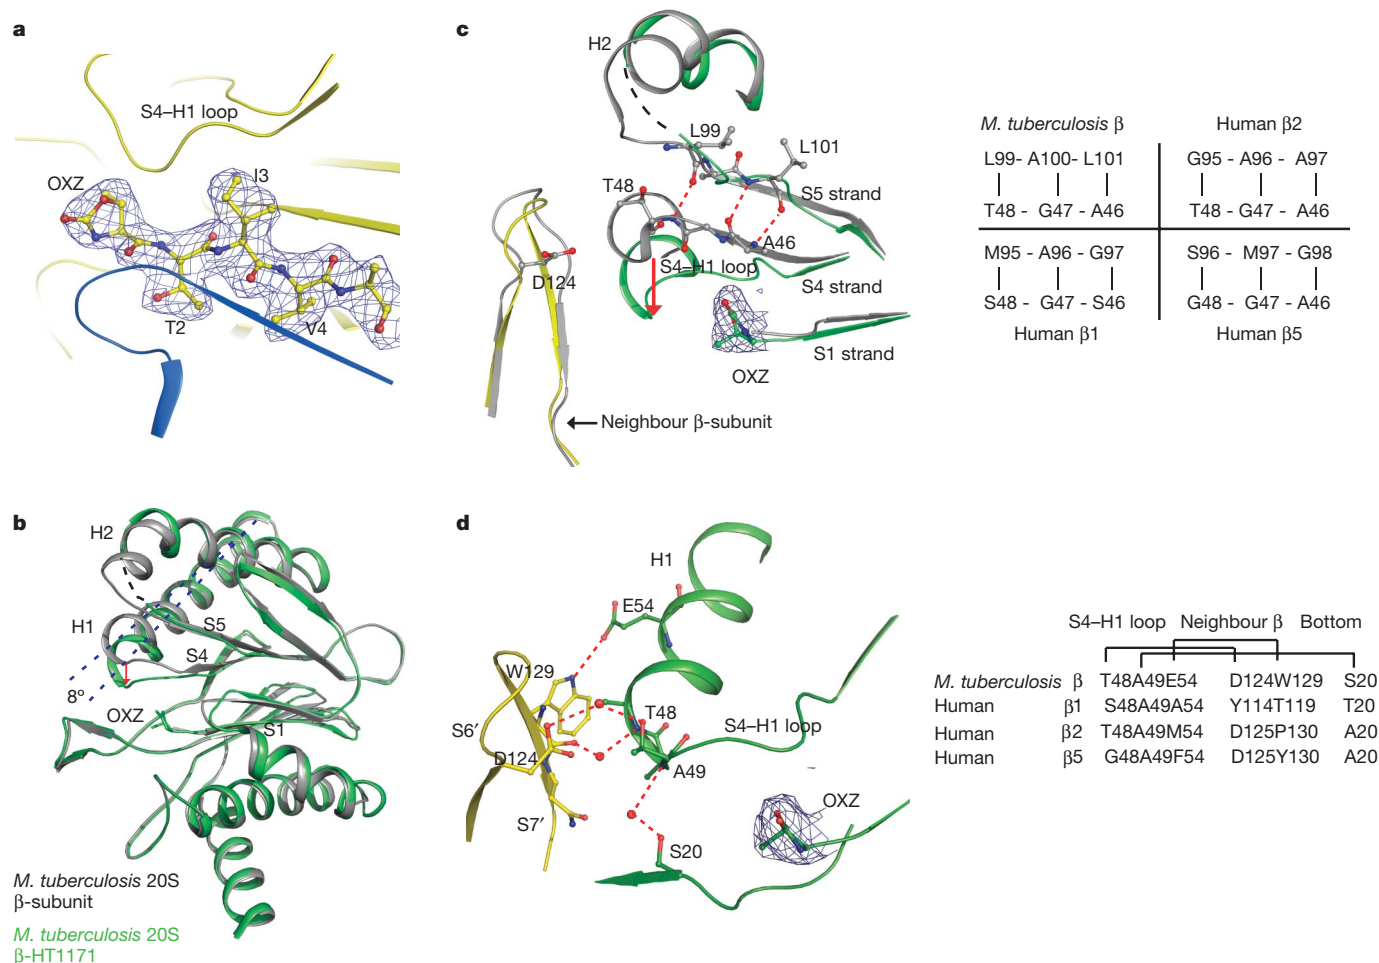 a
S4–H1 loop
OXZ
I3
T2
V4
c
H2
L99
L101
T48
S5 strand
A46
S4–H1 loop
D124
S4 strand
S1 strand
OXZ
Neighbour β-subunit
M. tuberculosis β
Human β2
L99- A100- L101
G95 - A96 - A97
T48 - G47 - A46
T48 - G47 - A46
M95 - A96 - G97
S96 - M97 - G98
S48 - G47 - S46
G48 - G47 - A46
Human β1
Human β5
b
H2
H1
S5
S4
8°
OXZ
S1
M. tuberculosis 20S
β-subunit
M. tuberculosis 20S
β-HT1171
d
H1
E54
W129
T48
S6′
S4–H1 loop
D124
A49
OXZ
S7′
S20
S4–H1 loop Neighbour β Bottom
M. tuberculosis β T48A49E54 D124W129 S20
Human β1 S48A49A54 Y114T119 T20
Human β2 T48A49M54 D125P130 A20
Human β5 G48A49F54 D125Y130 A20